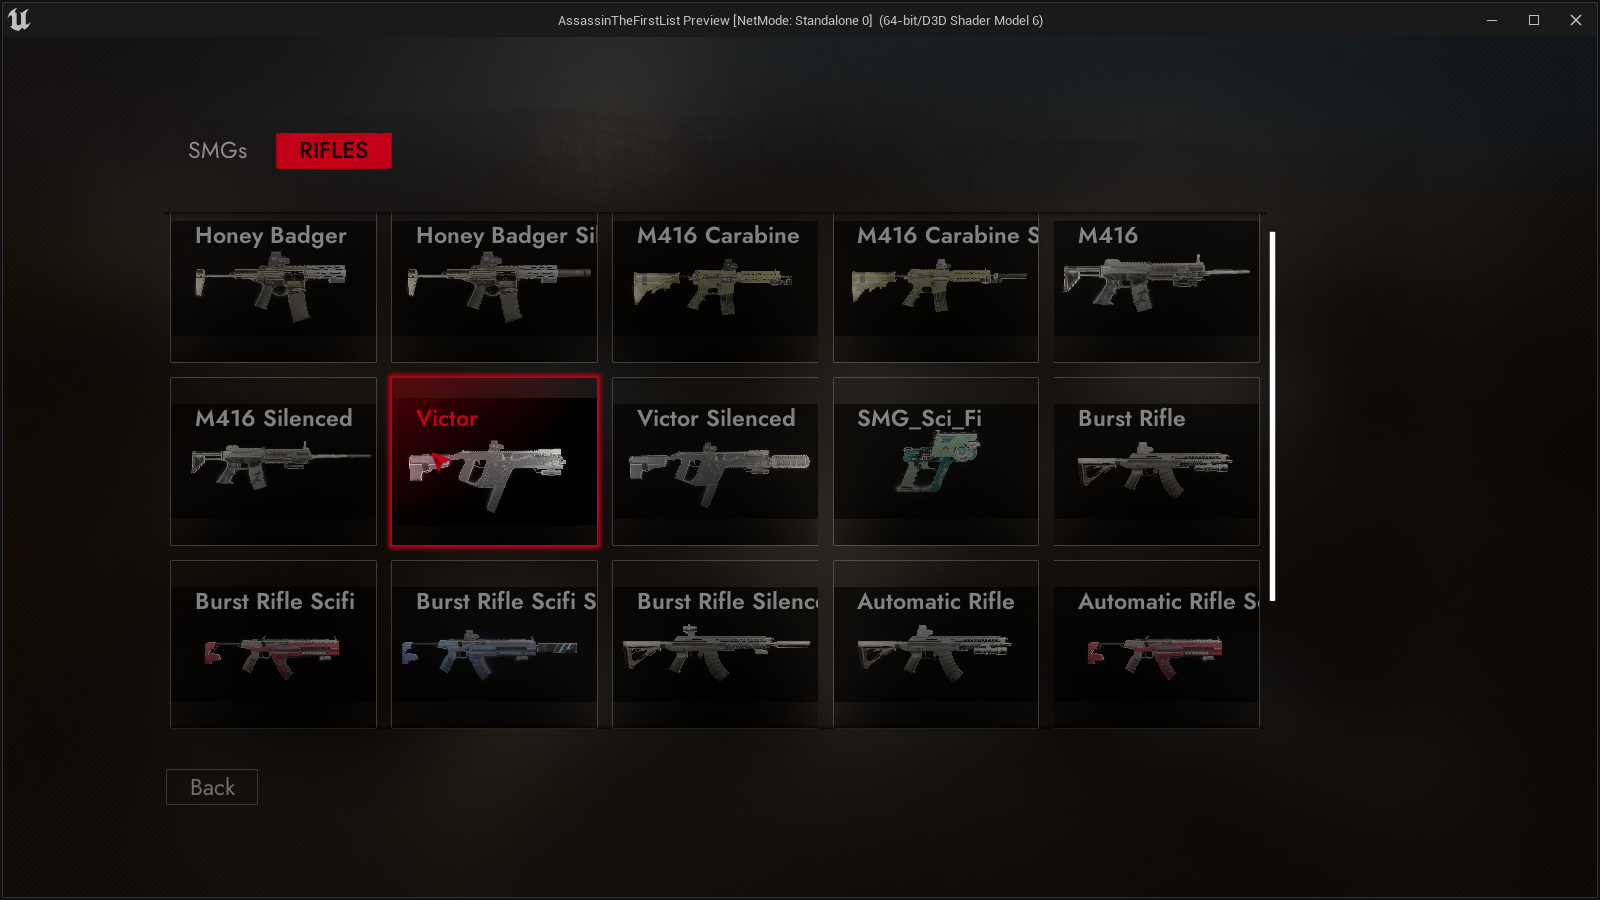 AssassinTheFirstList Preview [NetMode: Standalone 0] (64-bit/D3D Shader Model 6)
SMGs
RIFLES
Honey Badger
Honey Badger Sil
M416 Carabine
M416 Carabine S
M416
M416 Silenced
Victor
Victor Silenced
SMG_Sci_Fi
Burst Rifle
Burst Rifle Scifi
Burst Rifle Scifi S
Burst Rifle Silenc
Automatic Rifle
Automatic Rifle S
Back